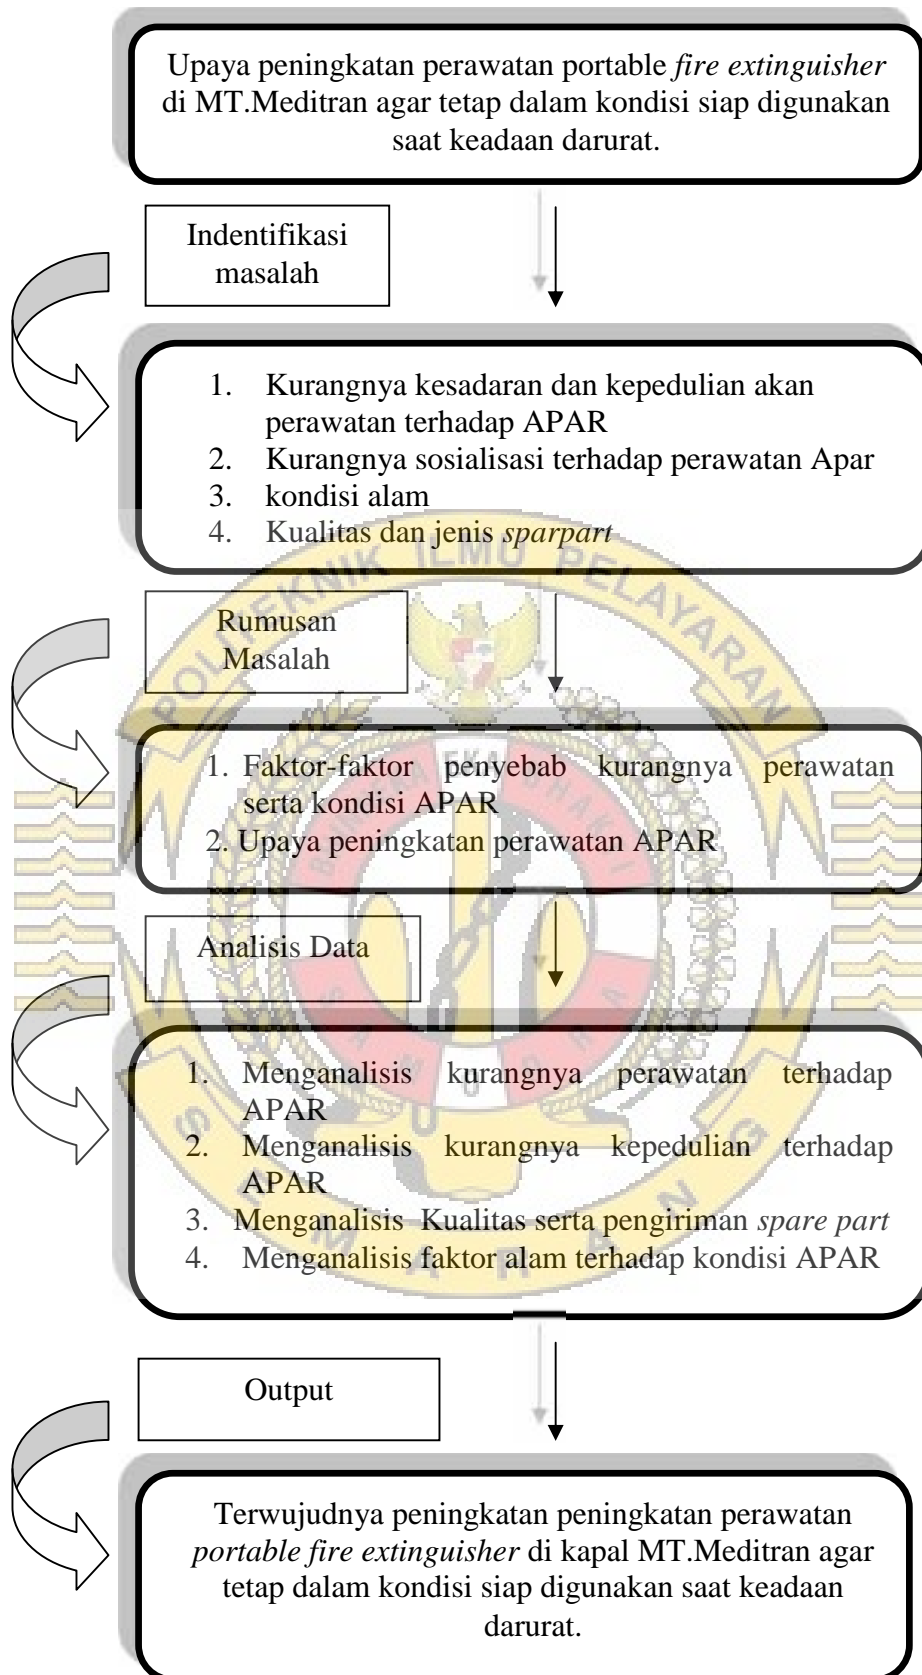 Upaya peningkatan perawatan portable fire extinguisher
di MT.Meditran agar tetap dalam kondisi siap digunakan
saat keadaan darurat.
Indentifikasi
masalah
1. Kurangnya kesadaran dan kepedulian akan
perawatan terhadap APAR
2. Kurangnya sosialisasi terhadap perawatan Apar
3. kondisi alam
4. Kualitas dan jenis sparpart
POLITEKNIK ILMU PELAYARAN
Rumusan
Masalah
1. Faktor-faktor penyebab kurangnya perawatan
serta kondisi APAR
2. Upaya peningkatan perawatan APAR
Analisis Data
1. Menganalisis kurangnya perawatan terhadap
APAR
2. Menganalisis kurangnya kepedulian terhadap
APAR
3. Menganalisis Kualitas serta pengiriman spare part
4. Menganalisis faktor alam terhadap kondisi APAR
SEMARANG
Output
Terwujudnya peningkatan peningkatan perawatan
portable fire extinguisher di kapal MT.Meditran agar
tetap dalam kondisi siap digunakan saat keadaan
darurat.